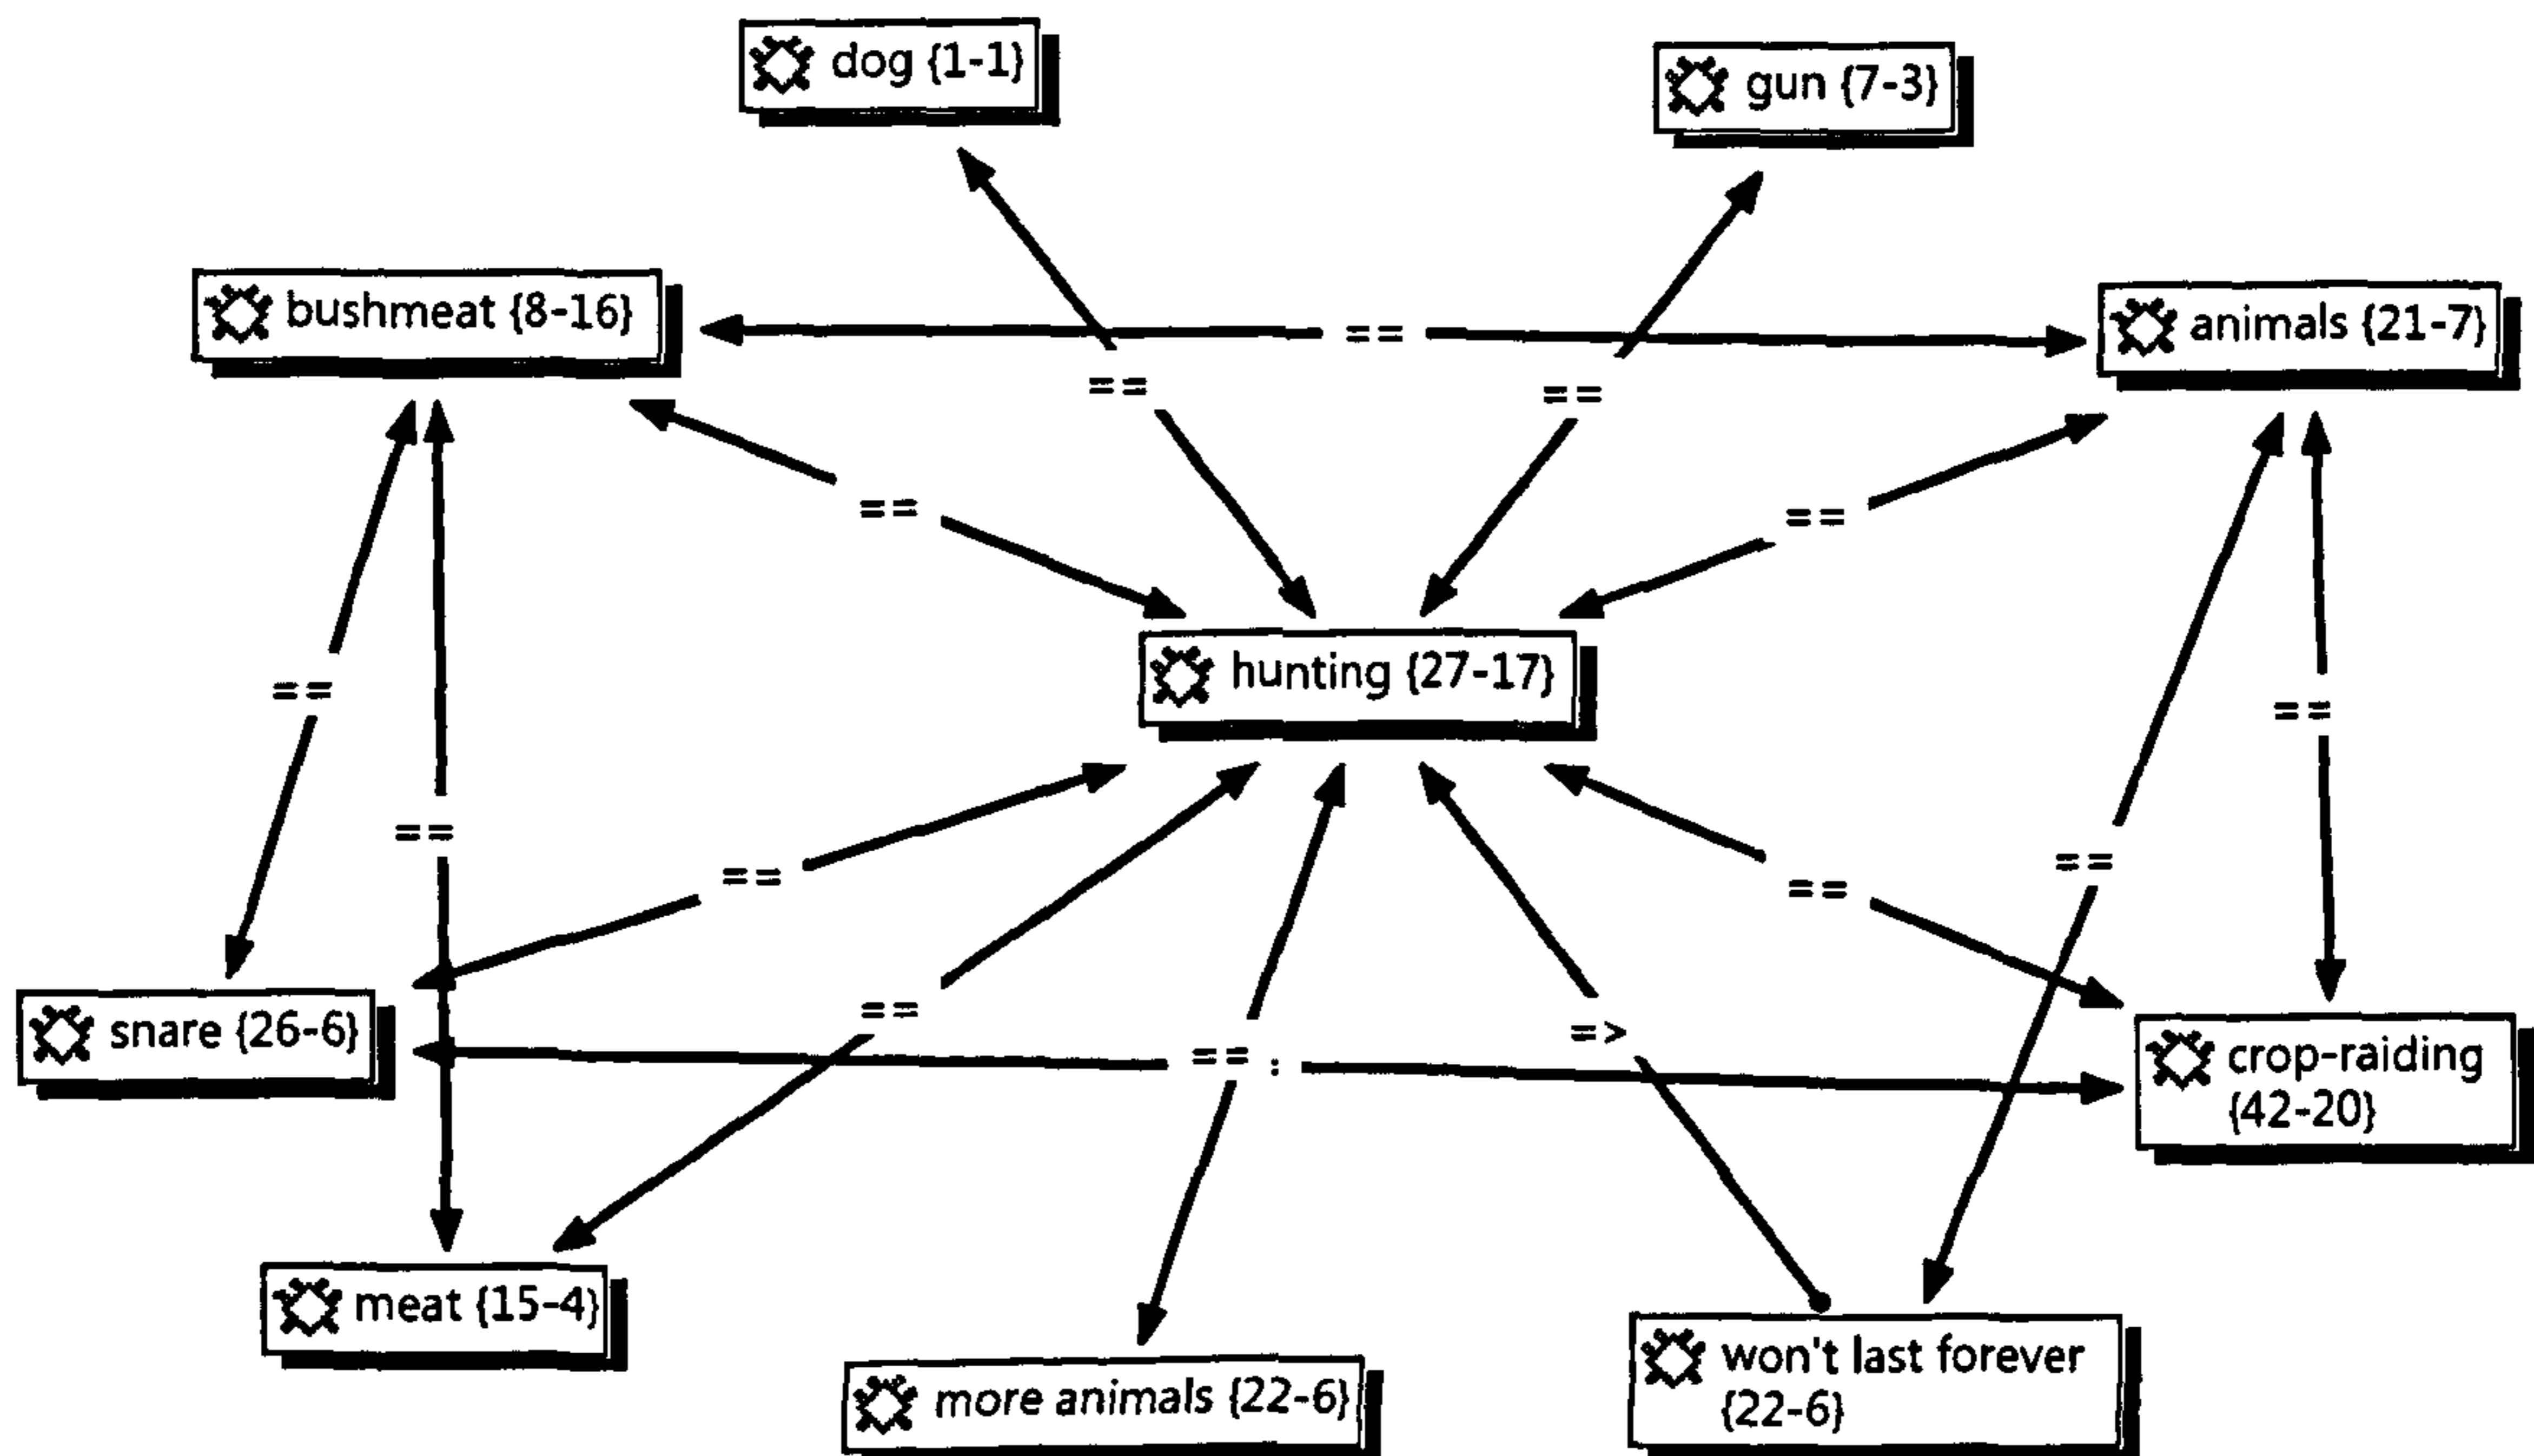 dog {1-1}
gun {7-3}
bushmeat {8-16}
animals {21-7}
==
==
==
==
==
hunting {27-17}
==
==
==
==
==
==
==
snare {26-6}
==
=>
== :
crop-raiding
{42-20}
meat {15-4}
more animals {22-6}
won't last forever
{22-6}